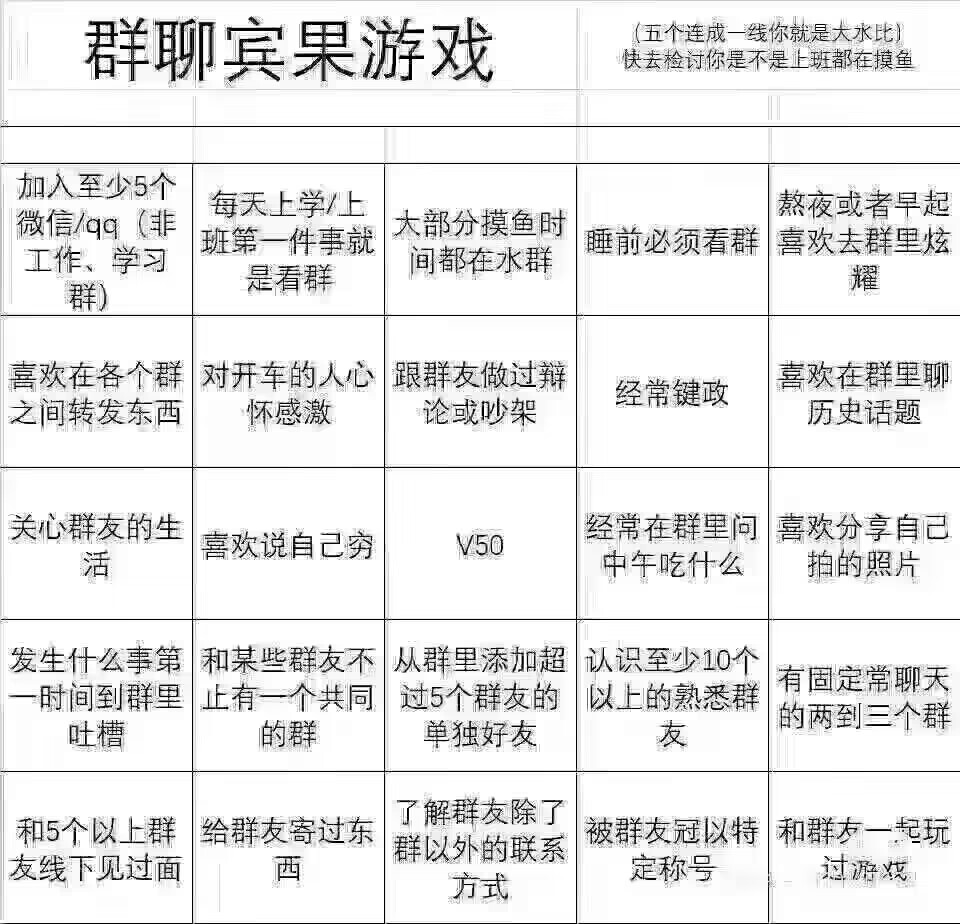 群聊宾果游戏
（五个连成一线你就是大水比）
快去检讨你是不是上班都在摸鱼
加入至少5个
微信/qq（非
工作、学习
群）
每天上学/上
班第一件事就
是看群
大部分摸鱼时
间都在水群
睡前必须看群
熬夜或者早起
喜欢去群里炫
耀
喜欢在各个群
之间转发东西
对开车的人心
怀感激
跟群友做过辩
论或吵架
经常键政
喜欢在群里聊
历史话题
关心群友的生
活
喜欢说自己穷
V50
经常在群里问
中午吃什么
喜欢分享自己
拍的照片
发生什么事第
一时间到群里
吐槽
和某些群友不
止有一个共同
的群
从群里添加超
过5个群友的
单独好友
认识至少10个
以上的熟悉群
友
有固定常聊天
的两到三个群
和5个以上群
友线下见过面
给群友寄过东
西
了解群友除了
群以外的联系
方式
被群友冠以特
定称号
和群友一起玩
过游戏